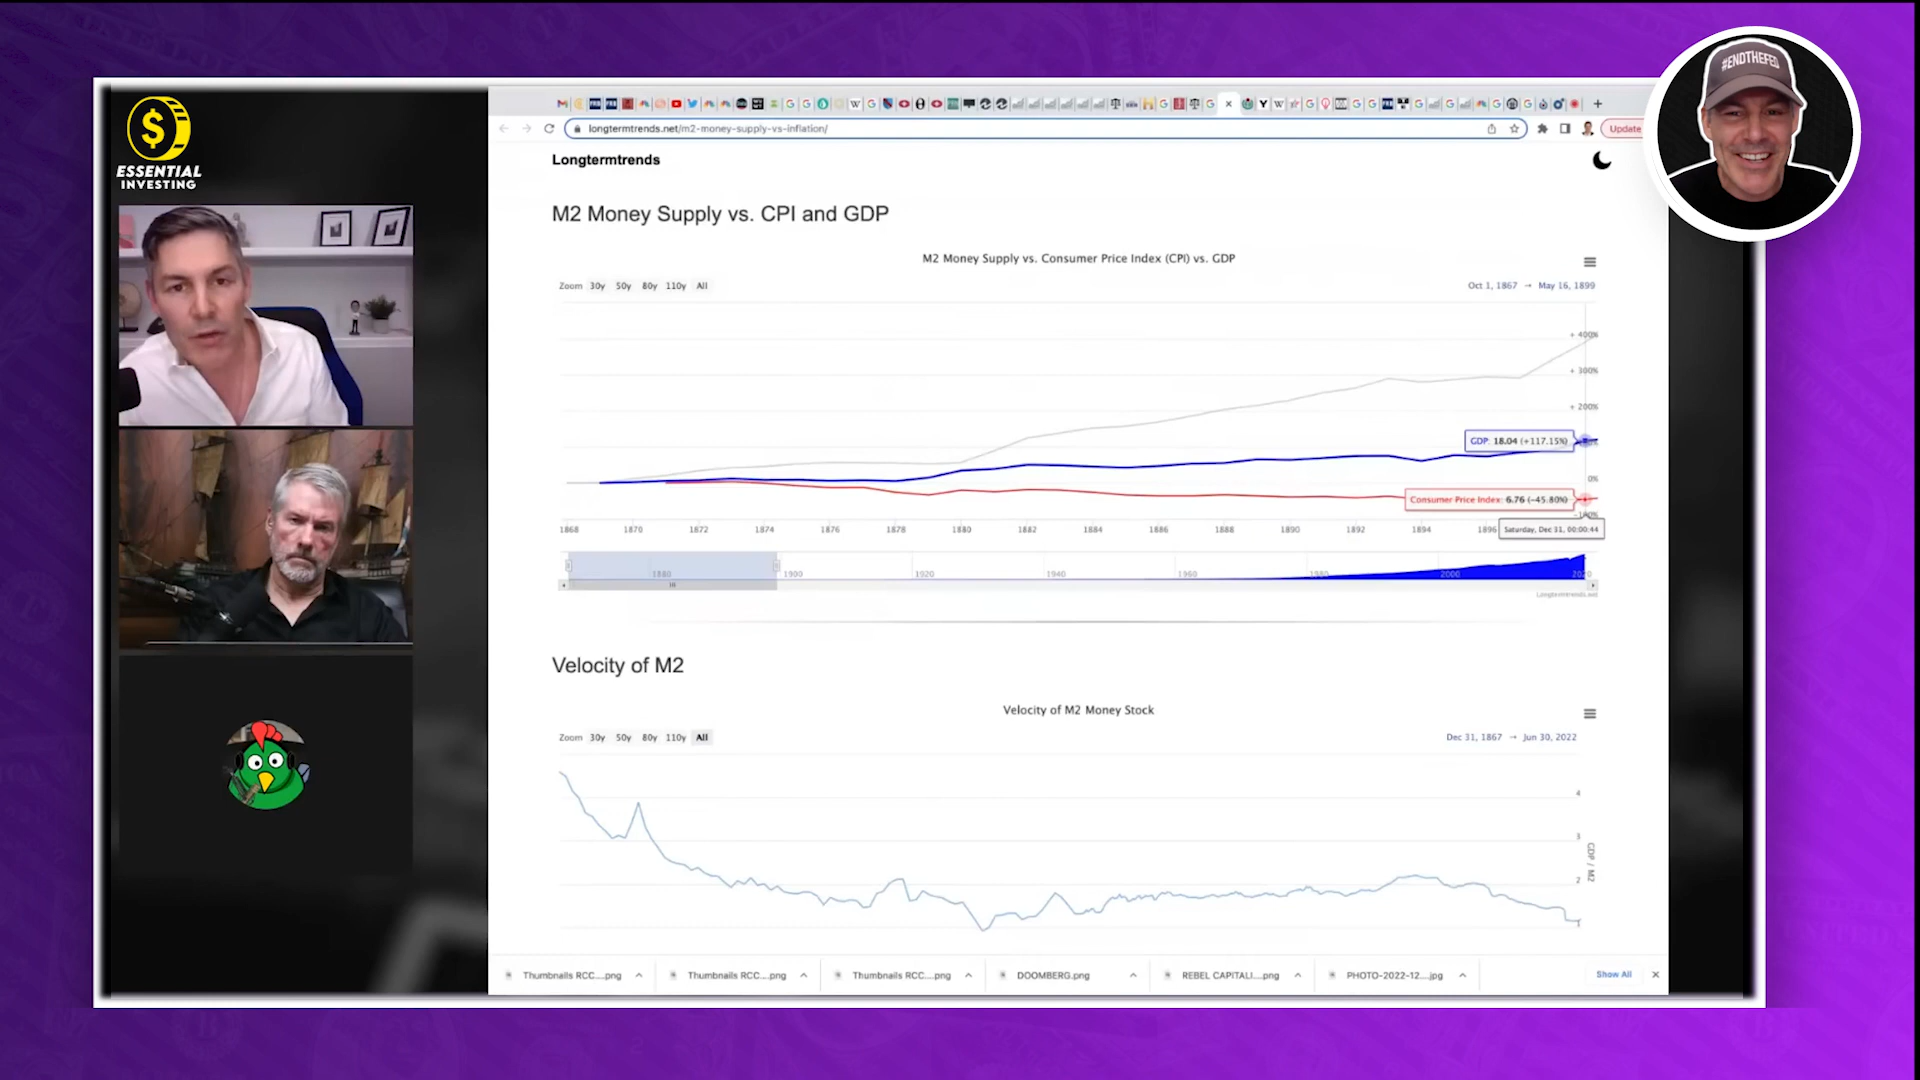 #ENDTHEFED
ESSENTIAL
INVESTING
longtermtrends.net/m2-money-supply-vs-inflation/
Update
Longtermtrends
M2 Money Supply vs. CPI and GDP
M2 Money Supply vs. Consumer Price Index (CPI) vs. GDP
Zoom 30y 50y 80y 110y All
Oct 1, 1867 → May 16, 1899
+ 400%
+ 300%
+ 200%
GDP: 18.04 (+117.15%)
0%
Consumer Price Index: 6.76 (-45.80%)
-100%
1868 1870 1872 1874 1876 1878 1880 1882 1884 1886 1888 1890 1892 1894 1896
Saturday, Dec 31, 00:00:44
1880 1900 1920 1940 1960 1980 2000
Longtermtrends.net
Velocity of M2
Velocity of M2 Money Stock
Zoom 30y 50y 80y 110y All
Dec 31, 1867 → Jun 30, 2022
4
3
2
1
GDP / M2
Thumbnails RCC....png
Thumbnails RCC....png
Thumbnails RCC....png
DOOMBERG.png
REBEL CAPITALI....png
PHOTO-2022-12....jpg
Show All